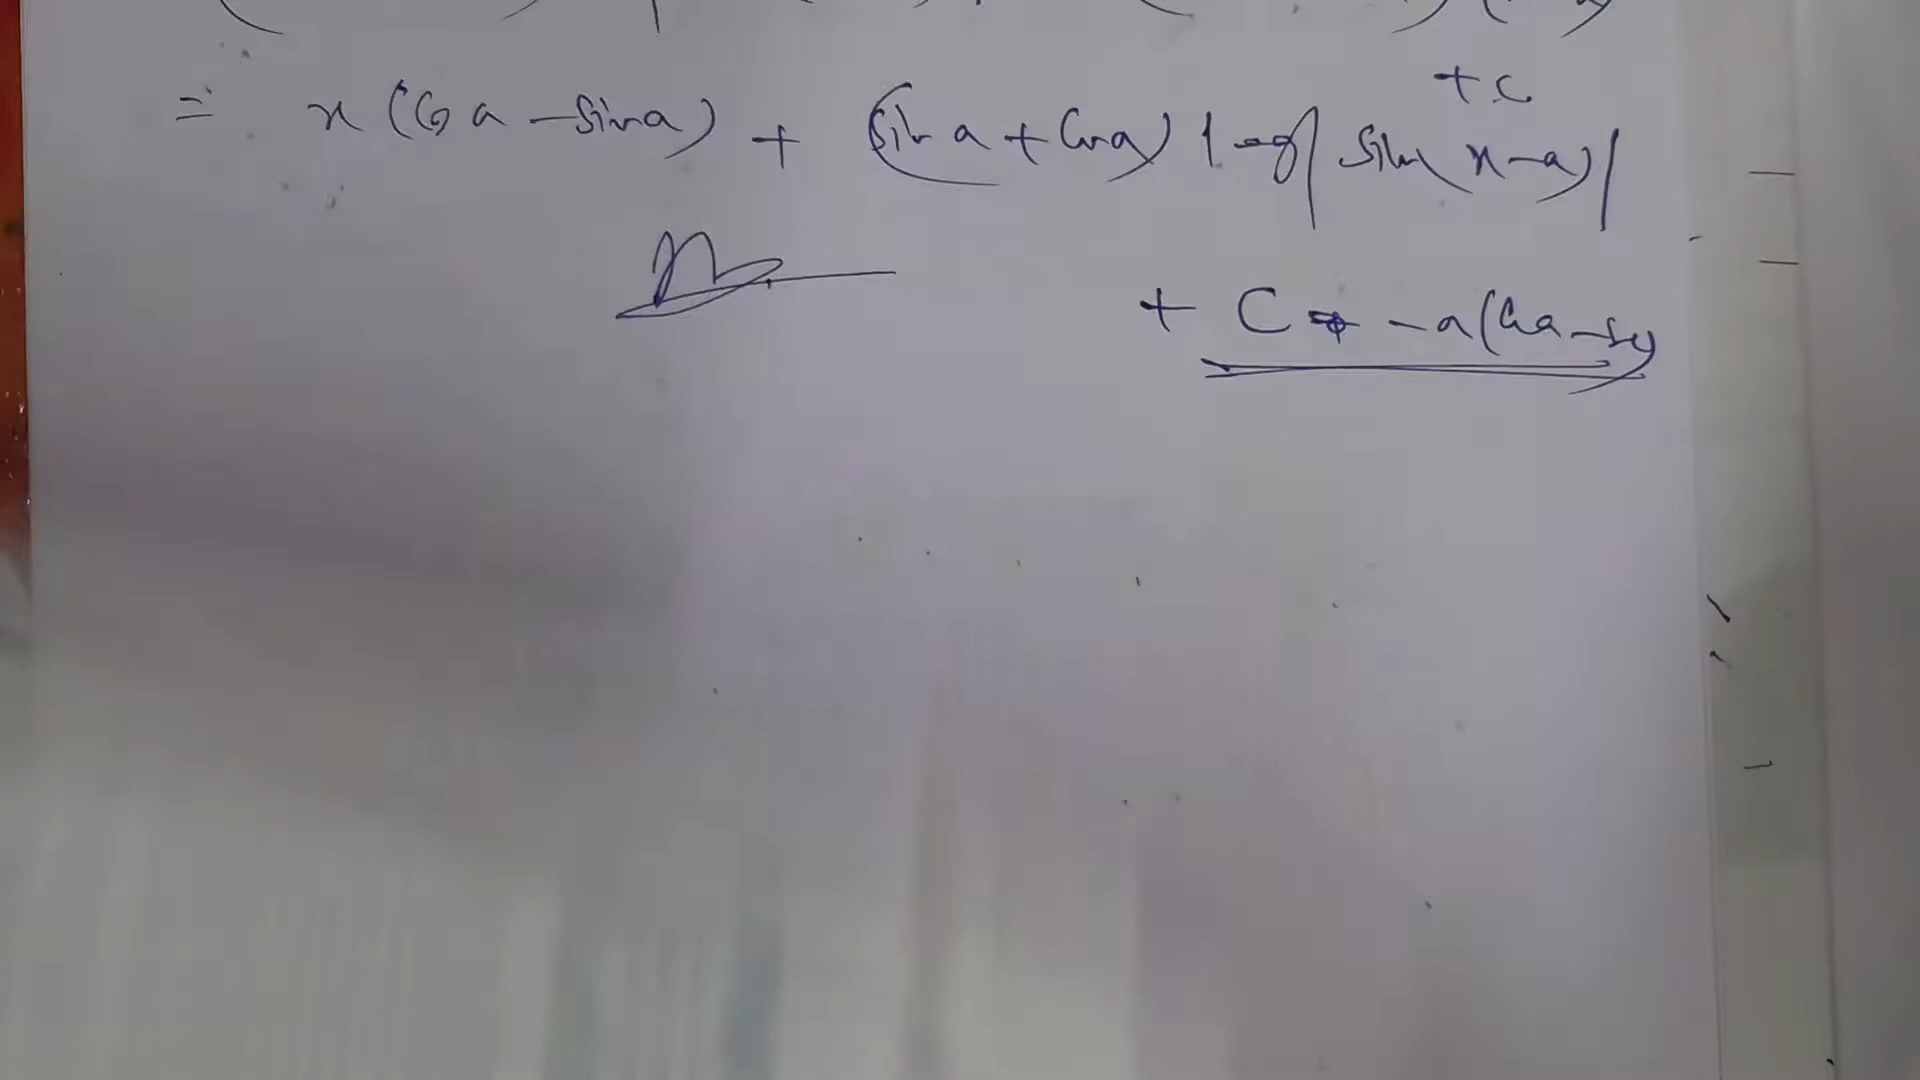 + c
= x (Cos a - Sin a) + (Sin a + Cos a) log | Sin (x - a) |
+ C - a (Cos a - Sin a)